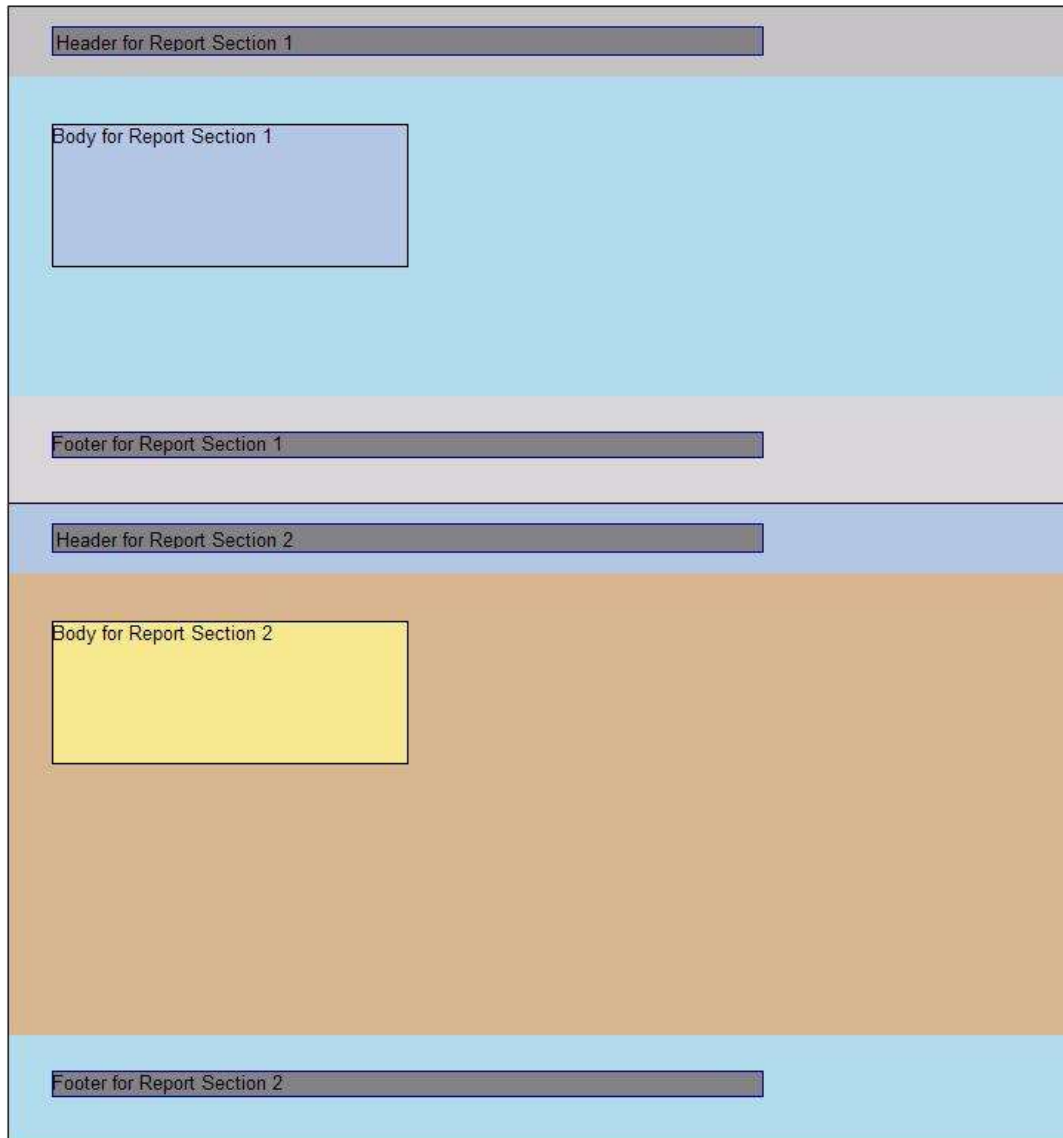 Header for Report Section 1
Body for Report Section 1
Footer for Report Section 1
Header for Report Section 2
Body for Report Section 2
Footer for Report Section 2